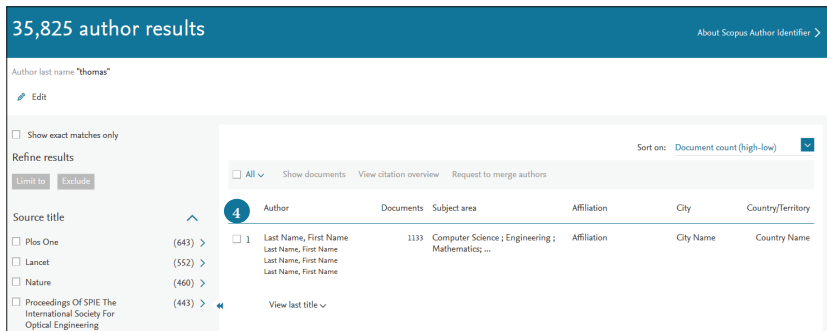 35,825 author results
About Scopus Author Identifier
Author last name "thomas"
Edit
Show exact matches only
Refine results
Limit to Exclude
Source title
Plos One (643)
Lancet (552)
Nature (460)
Proceedings Of SPIE The (443)
International Society For
Optical Engineering
Sort on: Document count (high-low)
All Show documents View citation overview Request to merge authors
4
Author Documents Subject area Affiliation City Country/Territory
1 Last Name, First Name 1133 Computer Science ; Engineering ; Affiliation City Name Country Name
Last Name, First Name Mathematics; ...
Last Name, First Name
Last Name, First Name
View last title